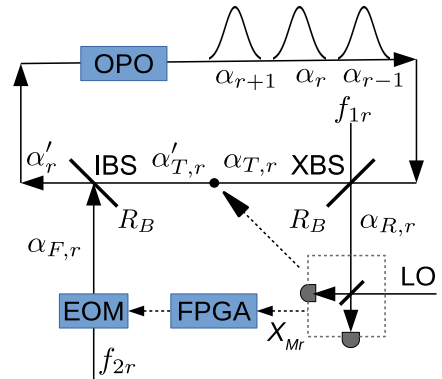 OPO
α_{r+1} α_r α_{r−1}
f_{1r}
α′_r IBS α′_{T,r} α_{T,r} XBS
R_B R_B α_{R,r}
α_{F,r}
LO
EOM FPGA X_{Mr}
f_{2r}